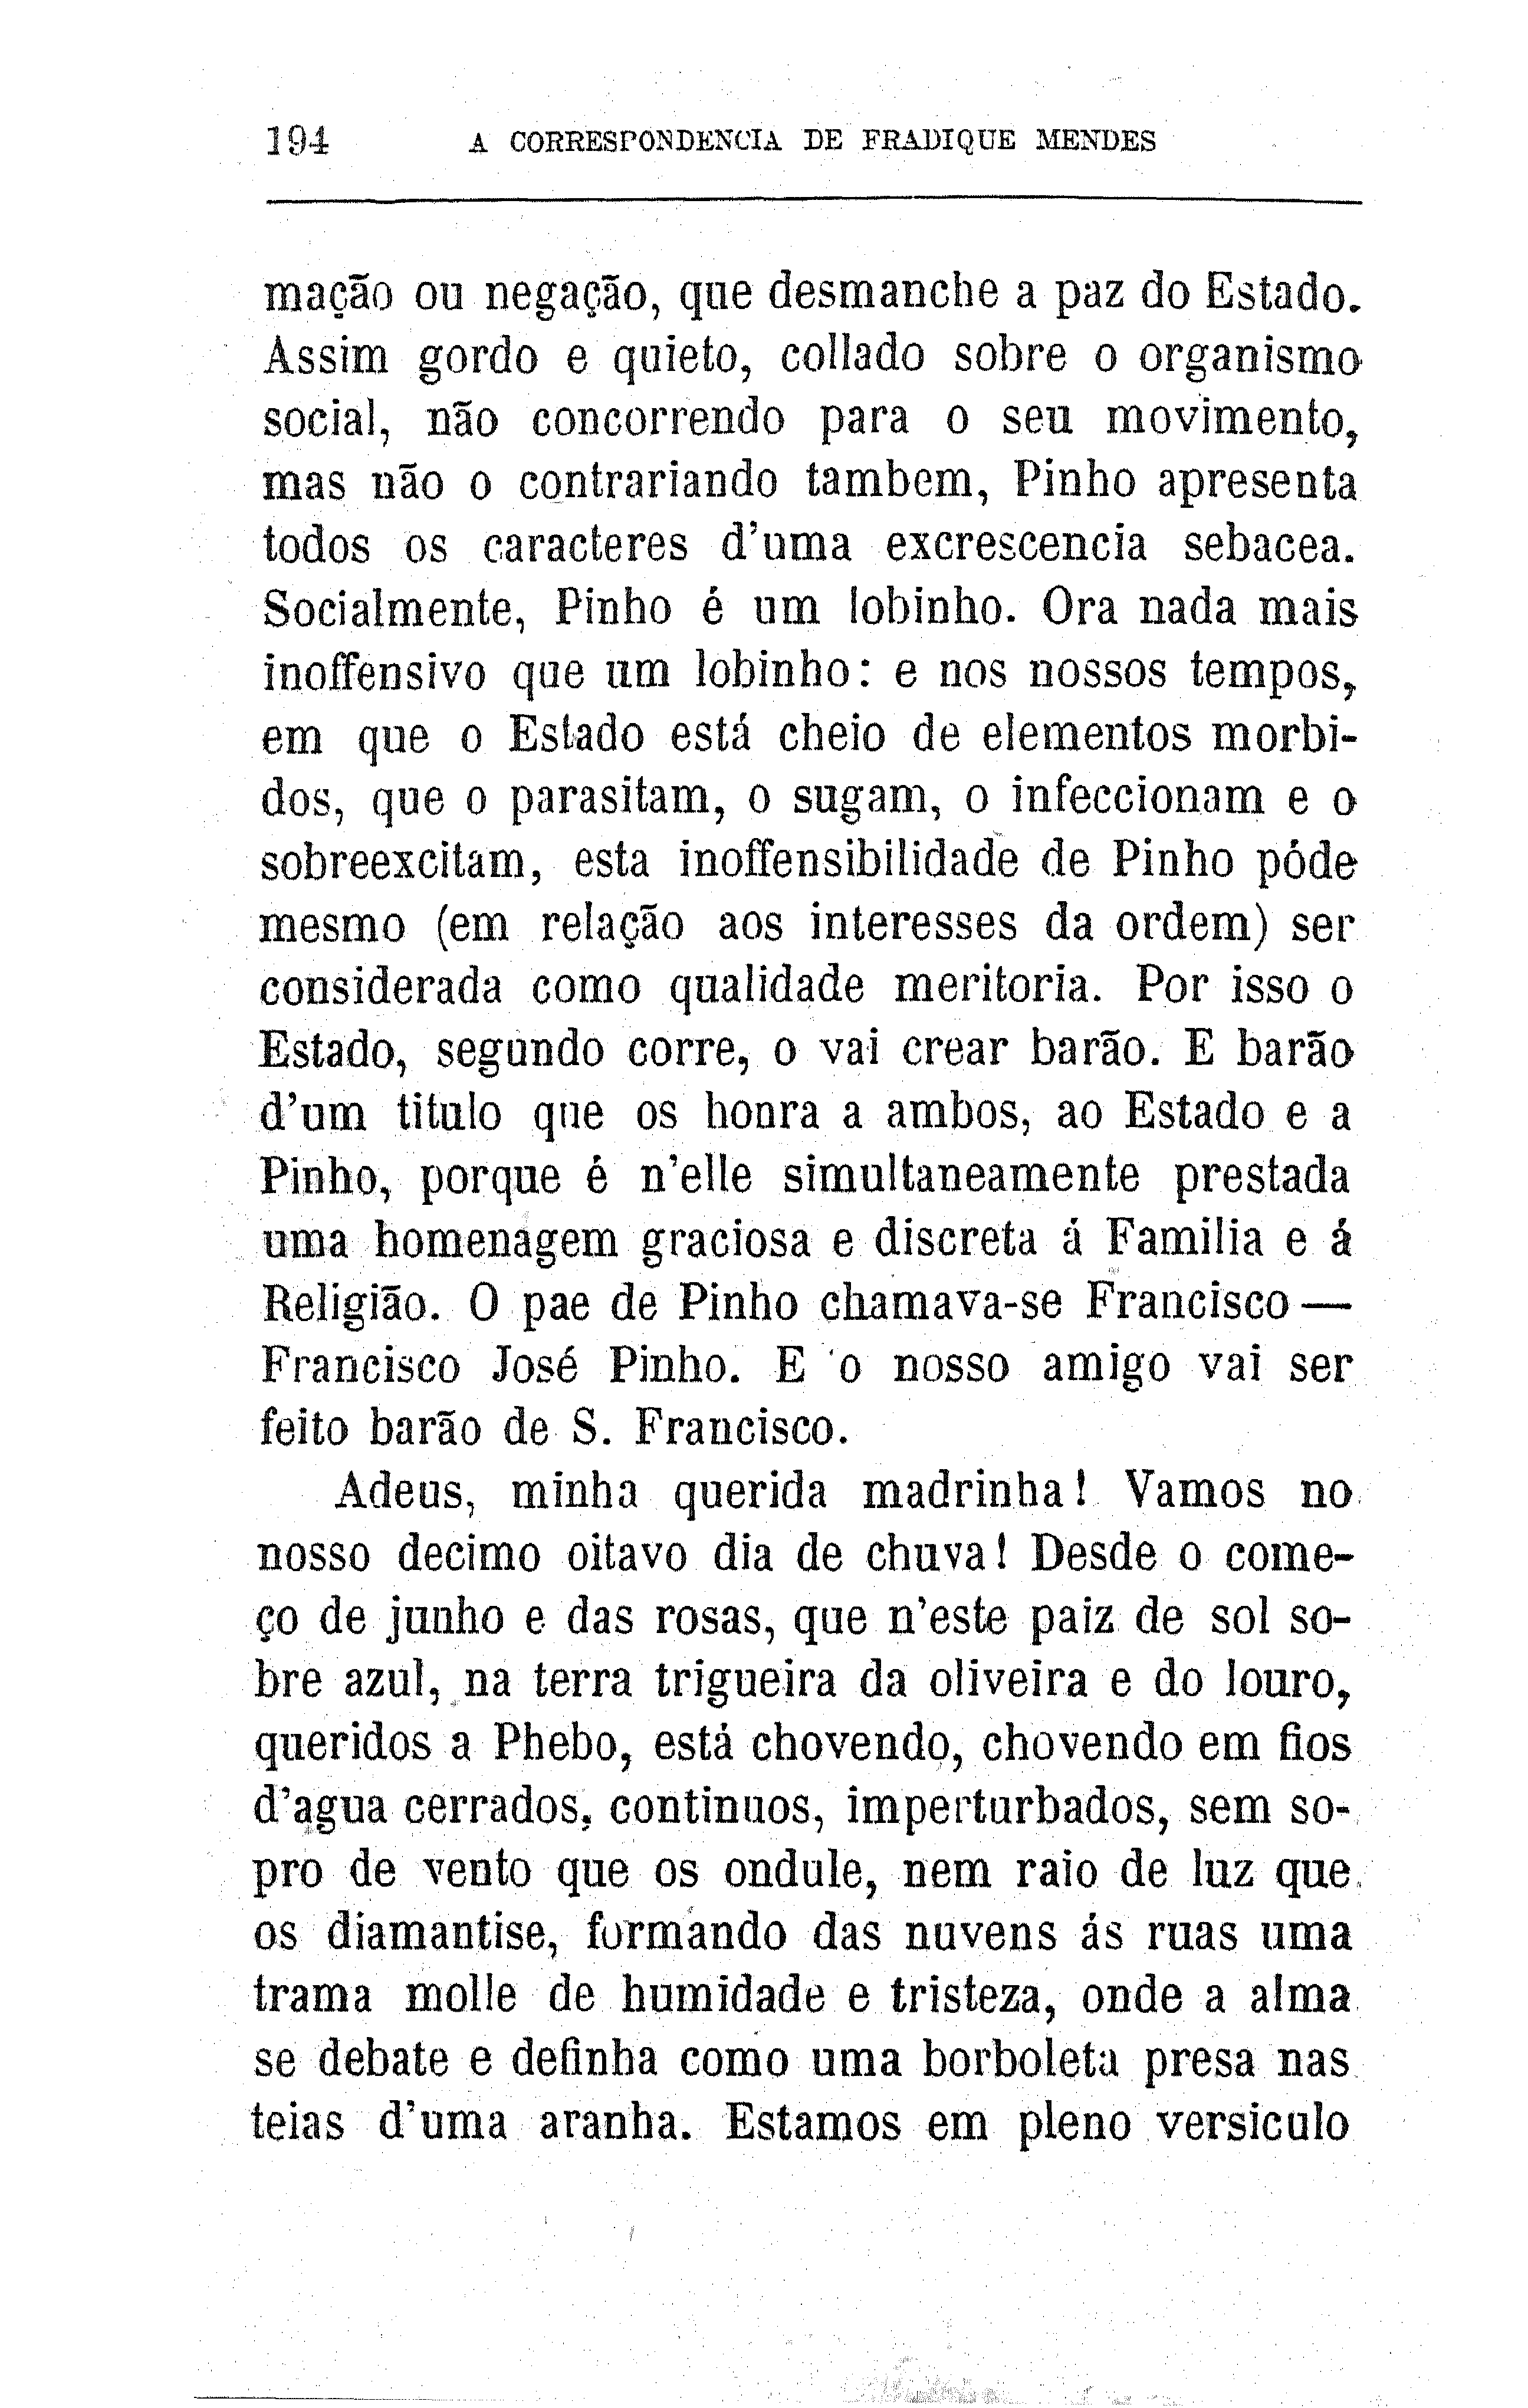 194 A CORRESPONDENCIA DE FRADIQUE MENDES
mação ou negação, que desmanche a paz do Estado.
Assim gordo e quieto, collado sobre o organismo
social, não concorrendo para o seu movimento,
mas não o contrariando tambem, Pinho apresenta
todos os caracteres d'uma excrescencia sebacea.
Socialmente, Pinho é um lobinho. Ora nada mais
inoffensivo que um lobinho: e nos nossos tempos,
em que o Estado está cheio de elementos morbi-
dos, que o parasitam, o sugam, o infeccionam e o
sobreexcitam, esta inoffensibilidade de Pinho póde
mesmo (em relação aos interesses da ordem) ser
considerada como qualidade meritoria. Por isso o
Estado, segundo corre, o vai crear barão. E barão
d'um titulo que os honra a ambos, ao Estado e a
Pinho, porque é n'elle simultaneamente prestada
uma homenagem graciosa e discreta á Familia e á
Religião. O pae de Pinho chamava-se Francisco —
Francisco José Pinho. E o nosso amigo vai ser
feito barão de S. Francisco.
Adeus, minha querida madrinha! Vamos no
nosso decimo oitavo dia de chuva! Desde o come-
ço de junho e das rosas, que n'este paiz de sol so-
bre azul, na terra trigueira da oliveira e do louro,
queridos a Phebo, está chovendo, chovendo em fios
d'agua cerrados, continuos, imperturbados, sem so-
pro de vento que os ondule, nem raio de luz que
os diamantise, formando das nuvens ás ruas uma
trama molle de humidade e tristeza, onde a alma
se debate e definha como uma borboleta presa nas
teias d'uma aranha. Estamos em pleno versiculo